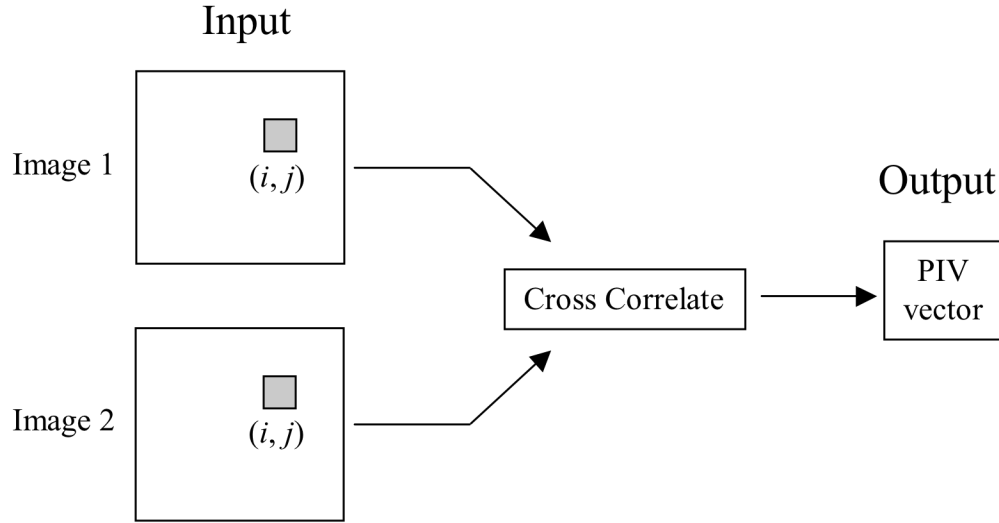 Input
Image 1
(i, j)
Output
Cross Correlate
PIV
vector
Image 2
(i, j)